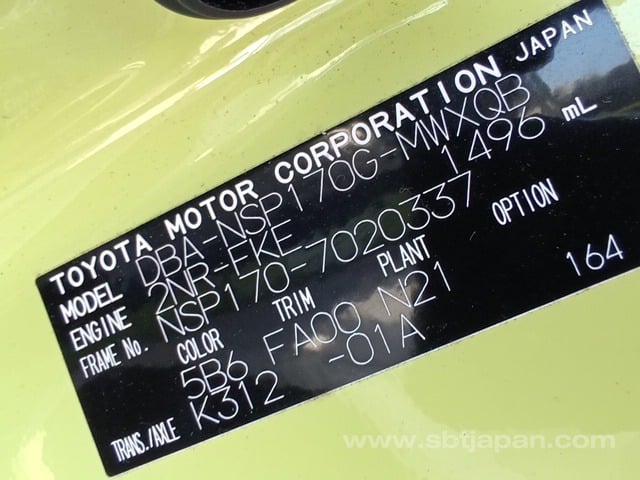 TOYOTA MOTOR CORPORATION JAPAN
MODEL DBA-NSP170G-MWXQB
ENGINE 2NR-FKE 1496 mL
FRAME No. NSP170-7020337
COLOR TRIM PLANT OPTION
5B6 FA00 N21 164
TRANS./AXLE K312 -01A
www.sbtjapan.com